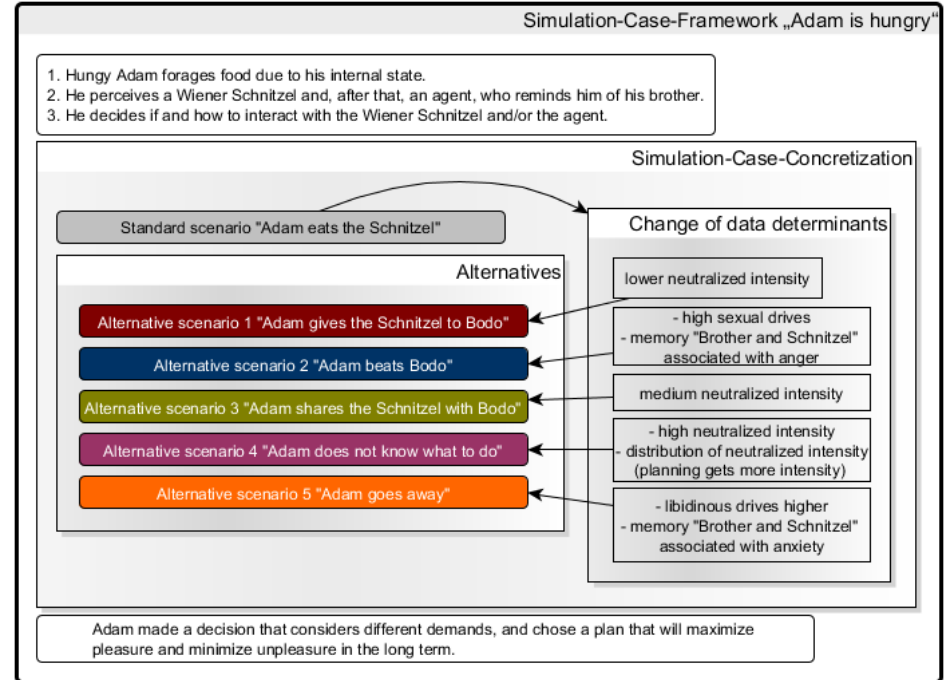 Simulation-Case-Framework „Adam is hungry“
1. Hungy Adam forages food due to his internal state.
2. He perceives a Wiener Schnitzel and, after that, an agent, who reminds him of his brother.
3. He decides if and how to interact with the Wiener Schnitzel and/or the agent.
Simulation-Case-Concretization
Standard scenario "Adam eats the Schnitzel"
Alternatives
Alternative scenario 1 "Adam gives the Schnitzel to Bodo"
Alternative scenario 2 "Adam beats Bodo"
Alternative scenario 3 "Adam shares the Schnitzel with Bodo"
Alternative scenario 4 "Adam does not know what to do"
Alternative scenario 5 "Adam goes away"
Change of data determinants
lower neutralized intensity
- high sexual drives
- memory "Brother and Schnitzel"
associated with anger
medium neutralized intensity
- high neutralized intensity
- distribution of neutralized intensity
(planning gets more intensity)
- libidinous drives higher
- memory "Brother and Schnitzel"
associated with anxiety
Adam made a decision that considers different demands, and chose a plan that will maximize
pleasure and minimize unpleasure in the long term.